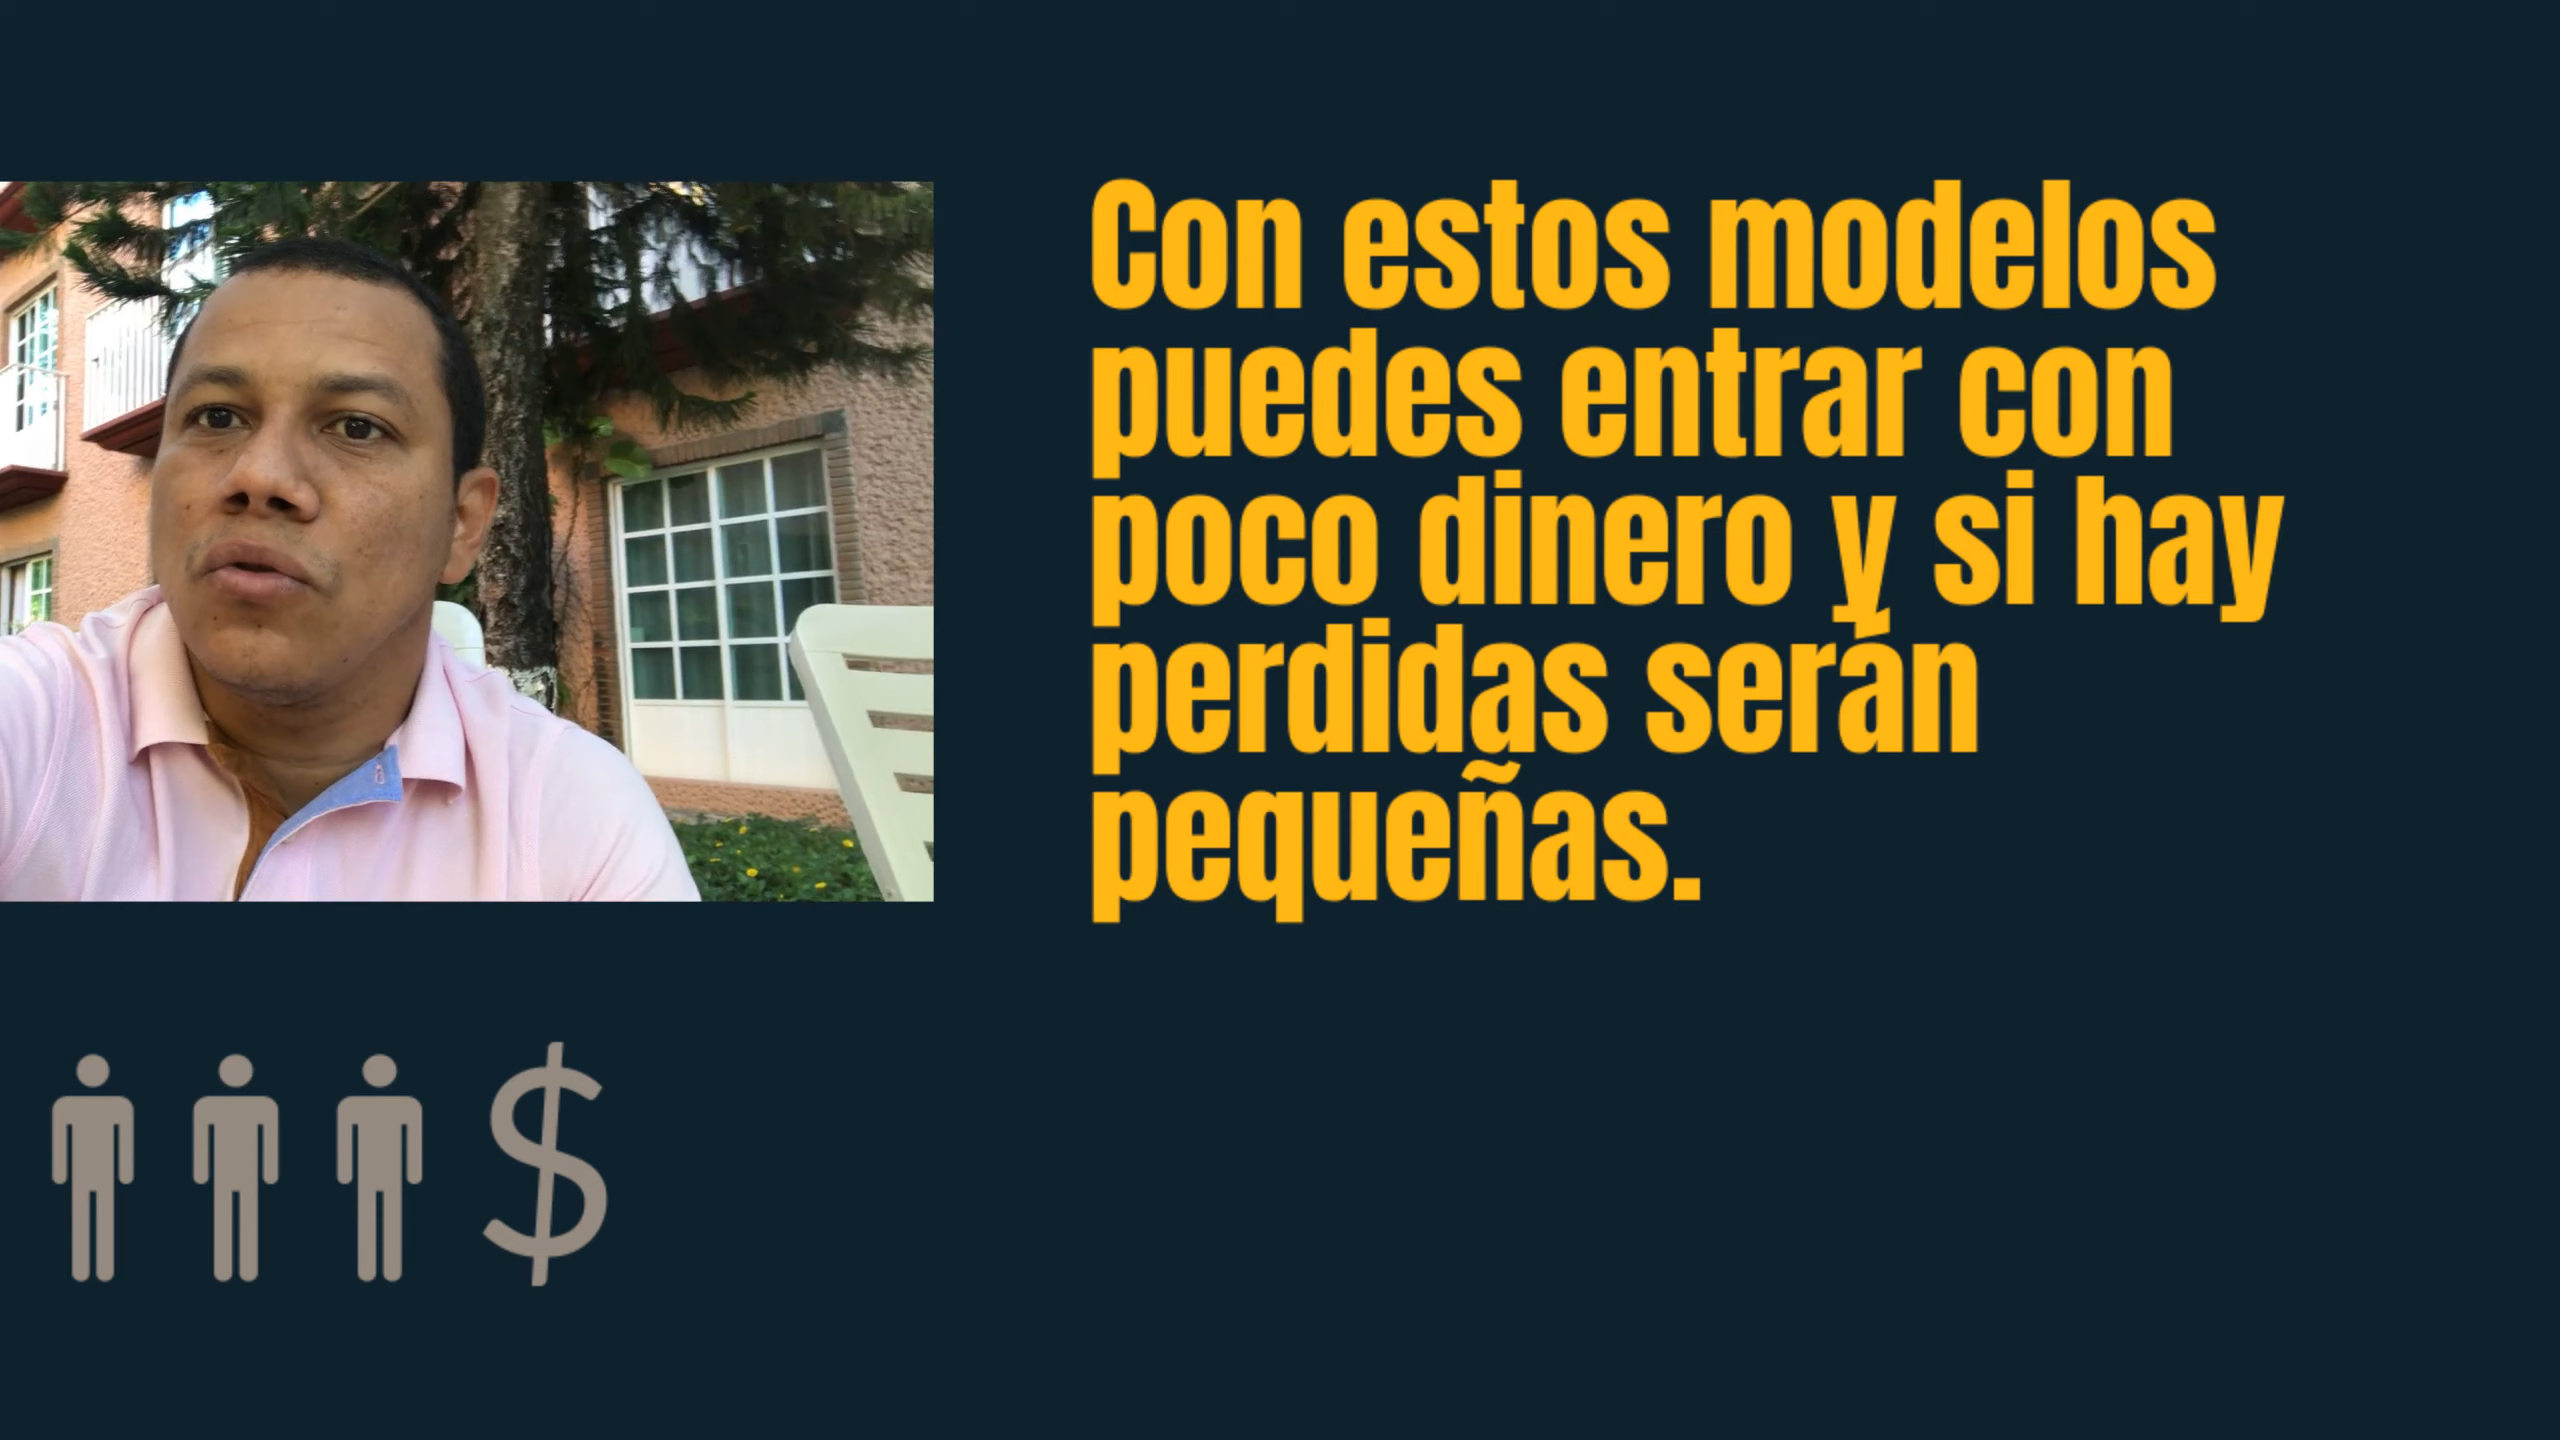 Con estos modelos
puedes entrar con
poco dinero y si hay
perdidas serán
pequeñas.
$